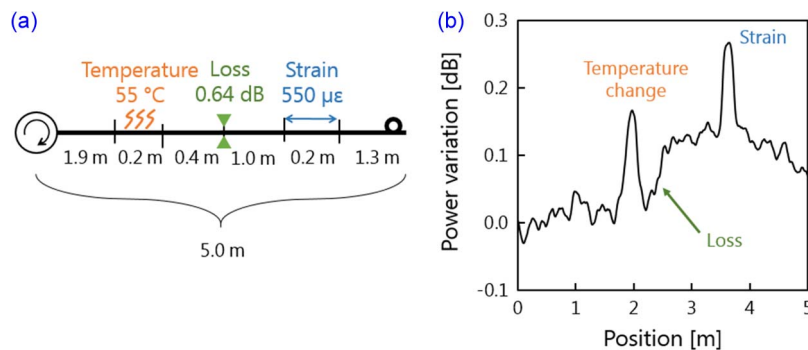 (a)
Temperature
55 °C
Loss
0.64 dB
Strain
550 με
1.9 m
0.2 m
0.4 m
1.0 m
0.2 m
1.3 m
5.0 m
(b)
Power variation [dB]
0.3
0.2
0.1
0.0
-0.1
Strain
Temperature
change
Loss
0
1
2
3
4
5
Position [m]